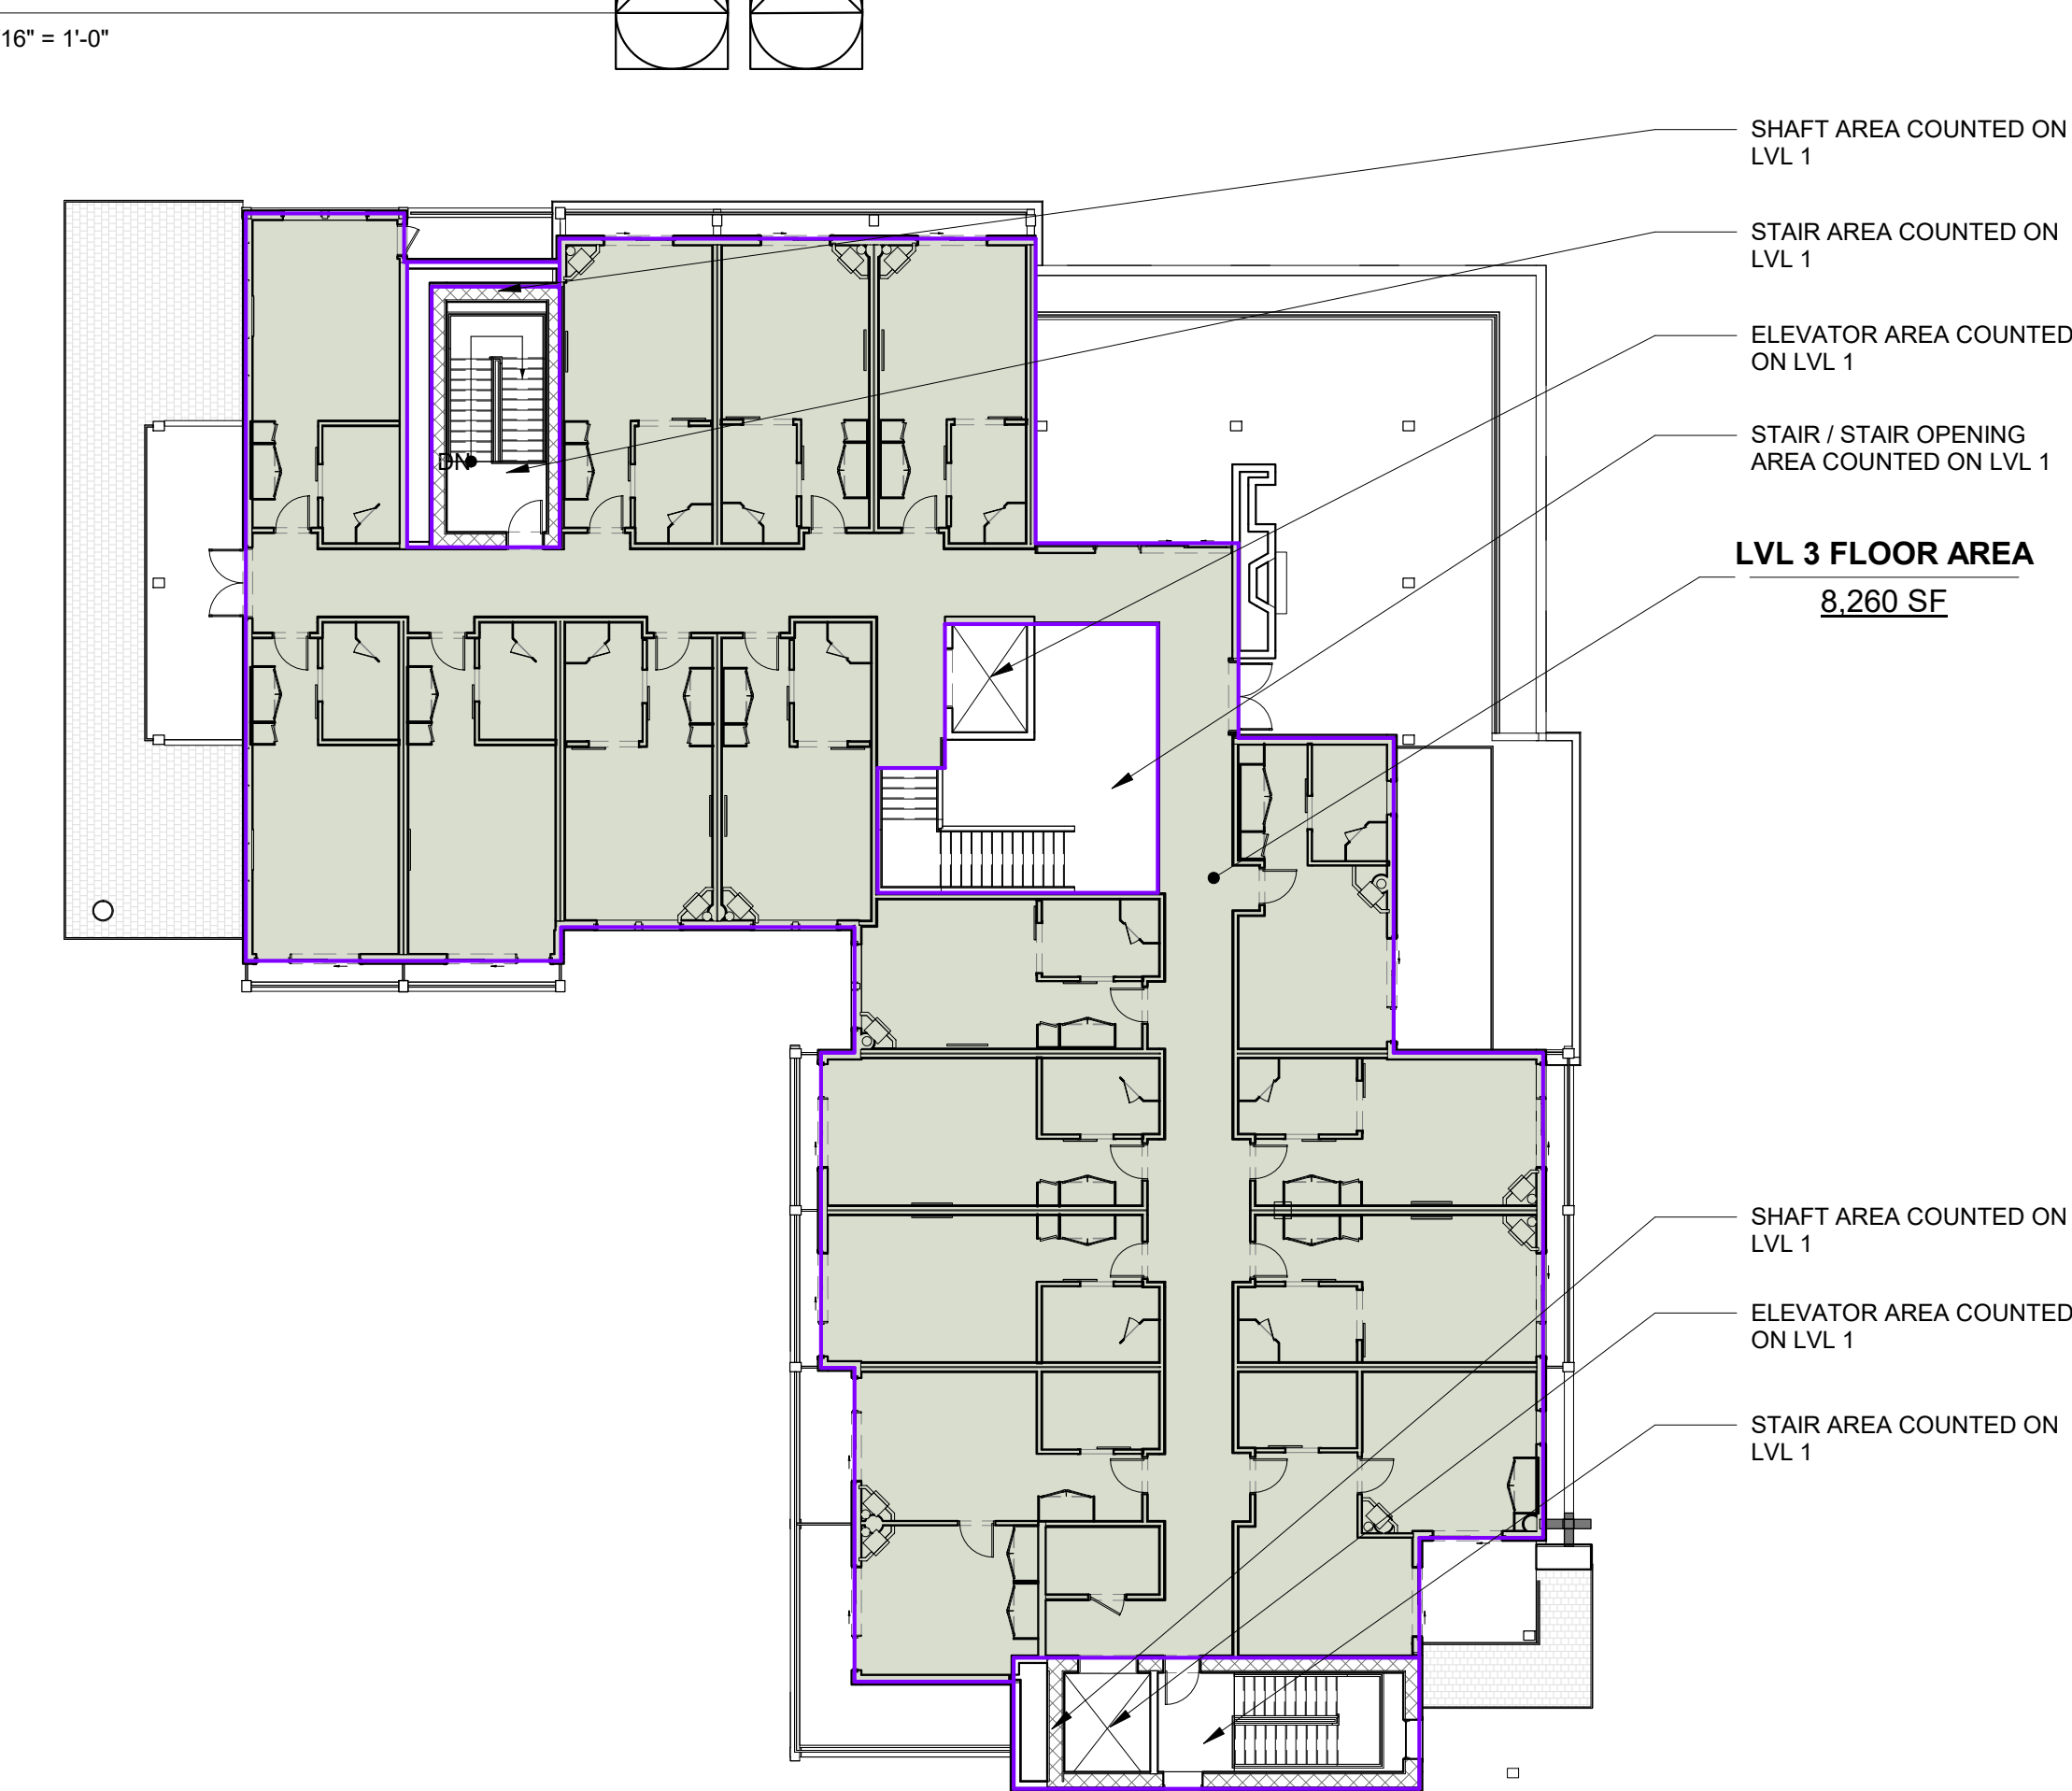 16" = 1'-0"
SHAFT AREA COUNTED ON
LVL 1
STAIR AREA COUNTED ON
LVL 1
ELEVATOR AREA COUNTED
ON LVL 1
STAIR / STAIR OPENING
AREA COUNTED ON LVL 1
DN
LVL 3 FLOOR AREA
8,260 SF
SHAFT AREA COUNTED ON
LVL 1
ELEVATOR AREA COUNTED
ON LVL 1
STAIR AREA COUNTED ON
LVL 1